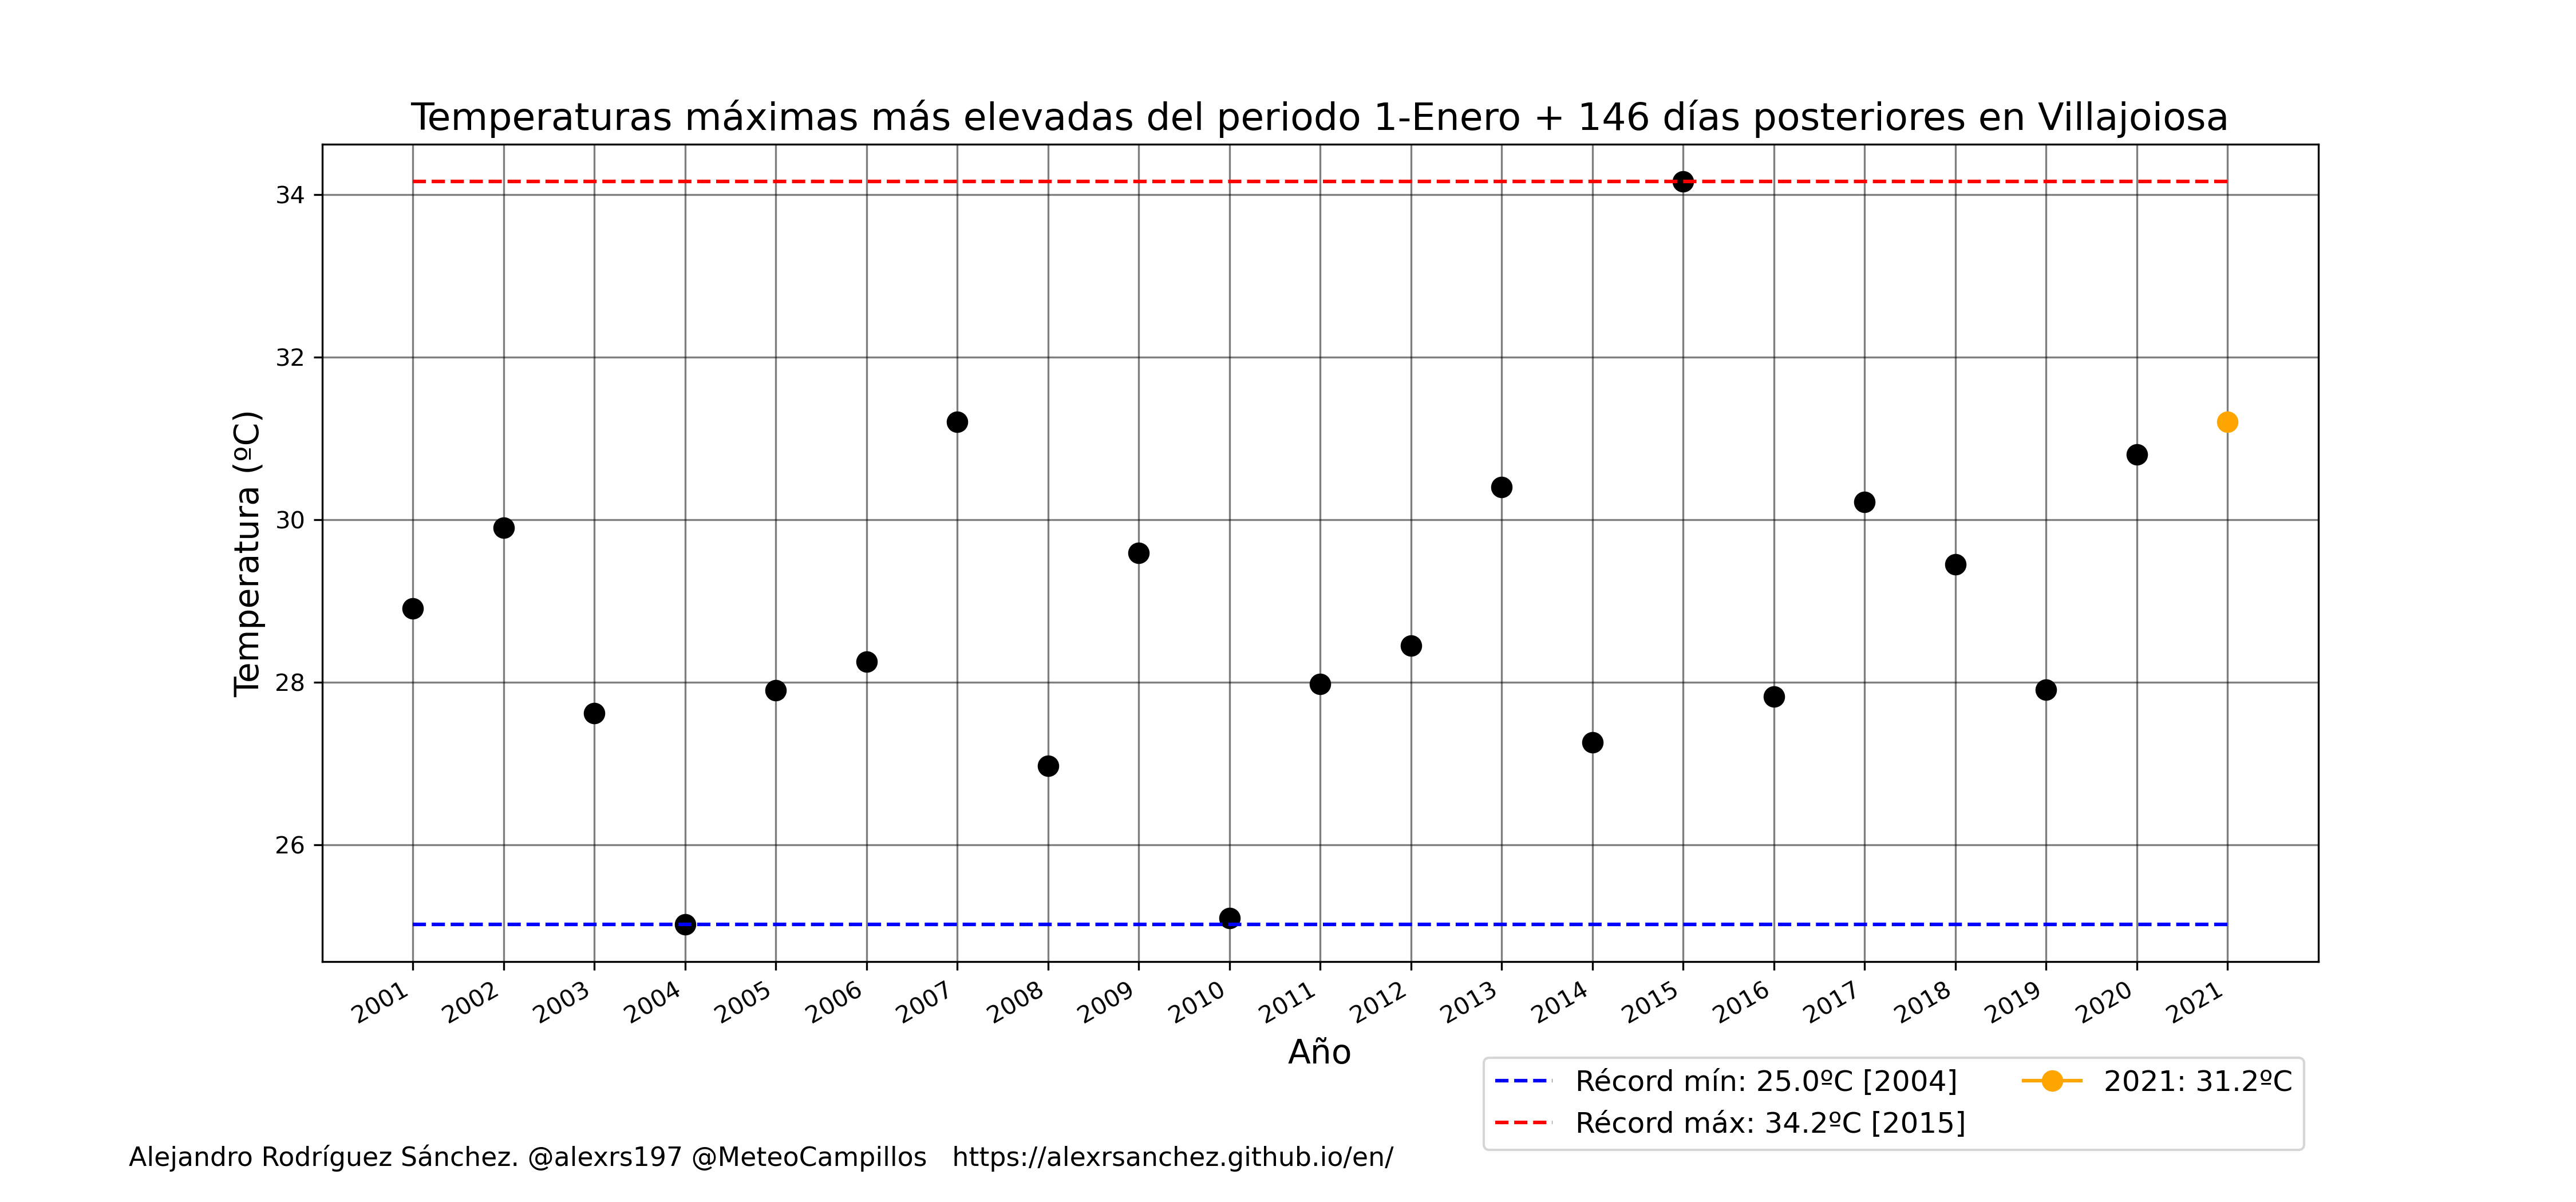 Temperaturas máximas más elevadas del periodo 1-Enero + 146 días posteriores en Villajoiosa
Temperatura (ºC)
34
32
30
28
26
2001 2002 2003 2004 2005 2006 2007 2008 2009 2010 2011 2012 2013 2014 2015 2016 2017 2018 2019 2020 2021
Año
Récord mín: 25.0ºC [2004]
Récord máx: 34.2ºC [2015]
2021: 31.2ºC
Alejandro Rodríguez Sánchez. @alexrs197 @MeteoCampillos https://alexrsanchez.github.io/en/